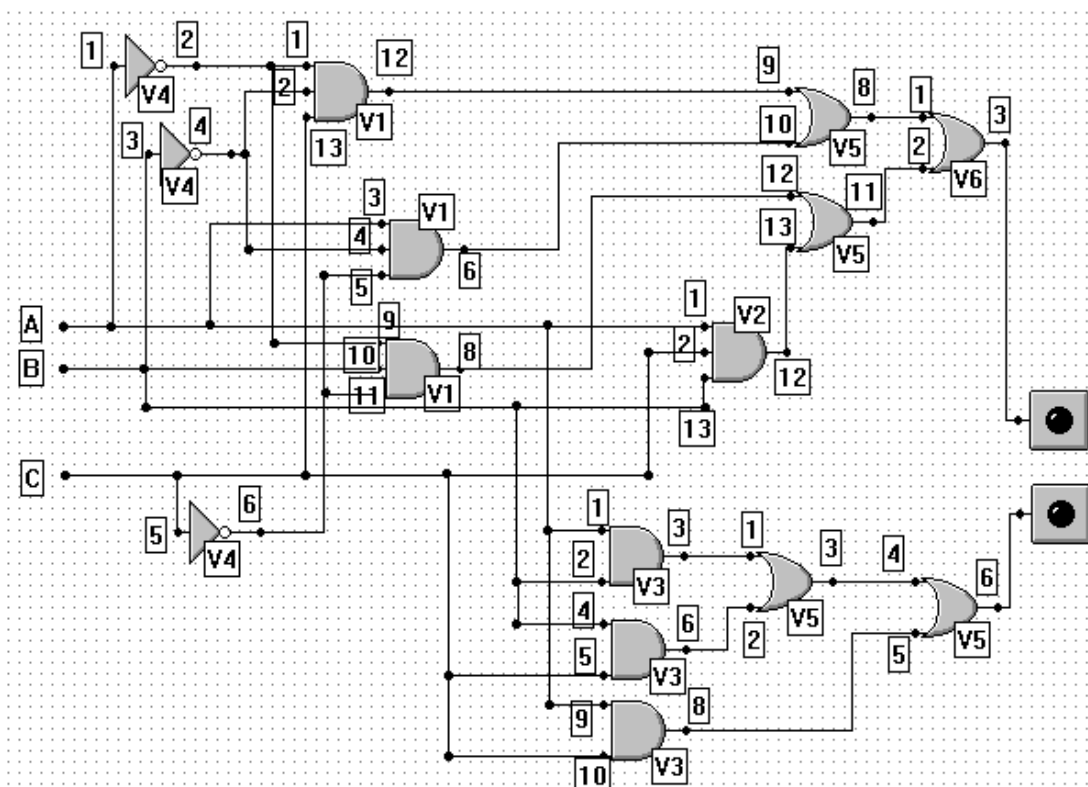 1 2 1 12
V4 2 V1 9 8 1 3
3 4 13 10 V5 2
V4 V6
3 V1 12 11
4 13 V5
5 6
A 9 1 V2
B 10 8 2 12
11 V1 13
C
5 6 1 3 1 3 4 6
V4 2 V3 V5 V5
4 6 2 5
5 V3
9 8
10 V3